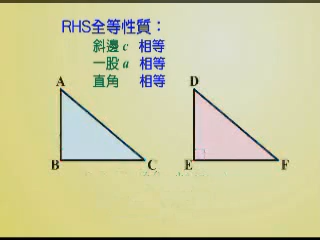 RHS全等性質：
斜邊 c 相等
一股 a 相等
直角 相等
A D
B C E F